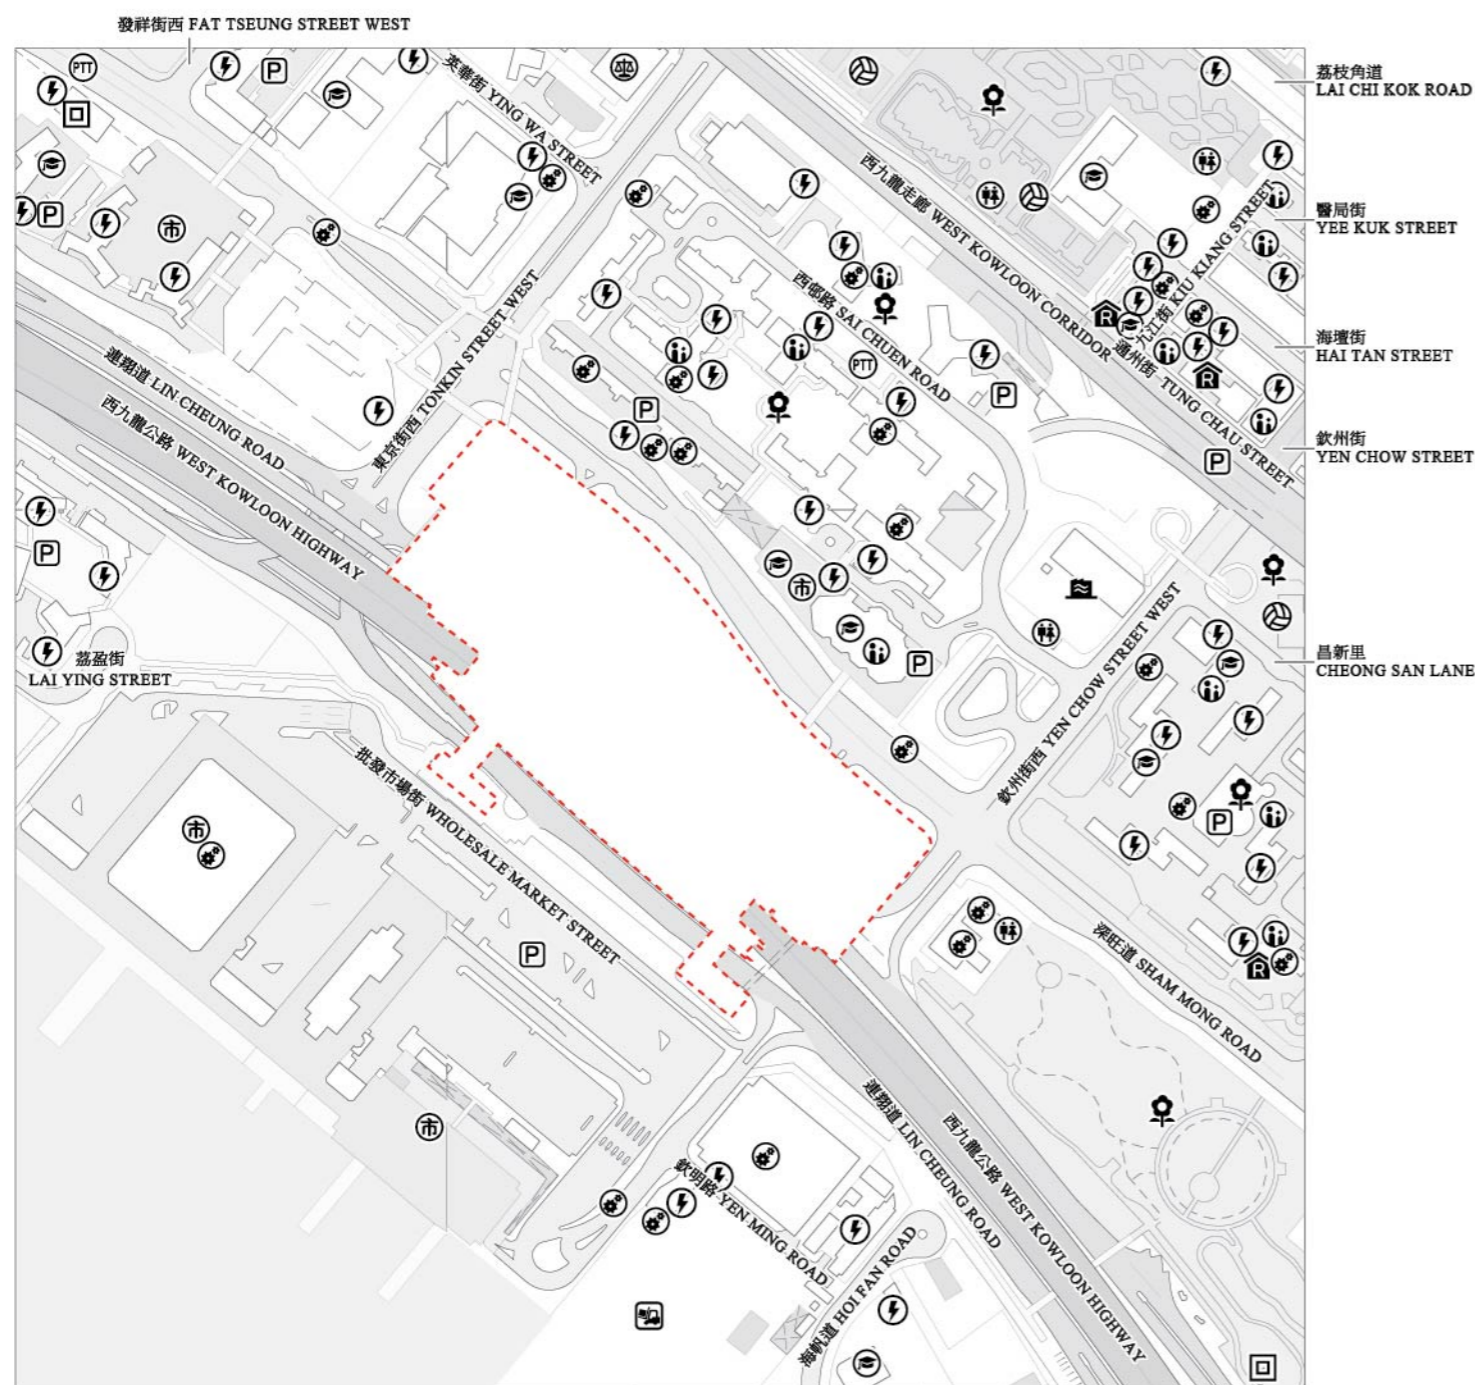 發祥街西 FAT TSEUNG STREET WEST
荔枝角道
LAI CHI KOK ROAD
英華街 YING WA STREET
PTT
P
西九龍走廊 WEST KOWLOON CORRIDOR
醫局街
YEE KUK STREET
P
九江街 KIU KIANG STREET
東京街西 TONKIN STREET WEST
西邨路 SAI CHUEN ROAD
R
通州街 TUNG CHAU STREET
海壇街
HAI TAN STREET
連翔道 LIN CHEUNG ROAD
PTT
R
西九龍公路 WEST KOWLOON HIGHWAY
P
P
欽州街
YEN CHOW STREET
P
P
市
市
荔盈街
LAI YING STREET
P
昌新里
CHEONG SAN LANE
欽州街西 YEN CHOW STREET WEST
批發市場街 WHOLESALE MARKET STREET
市
P
P
深旺道 SHAM MONG ROAD
R
市
連翔道 LIN CHEUNG ROAD
西九龍公路 WEST KOWLOON HIGHWAY
欽明路 YEN MING ROAD
海帆道 HOI FAN ROAD